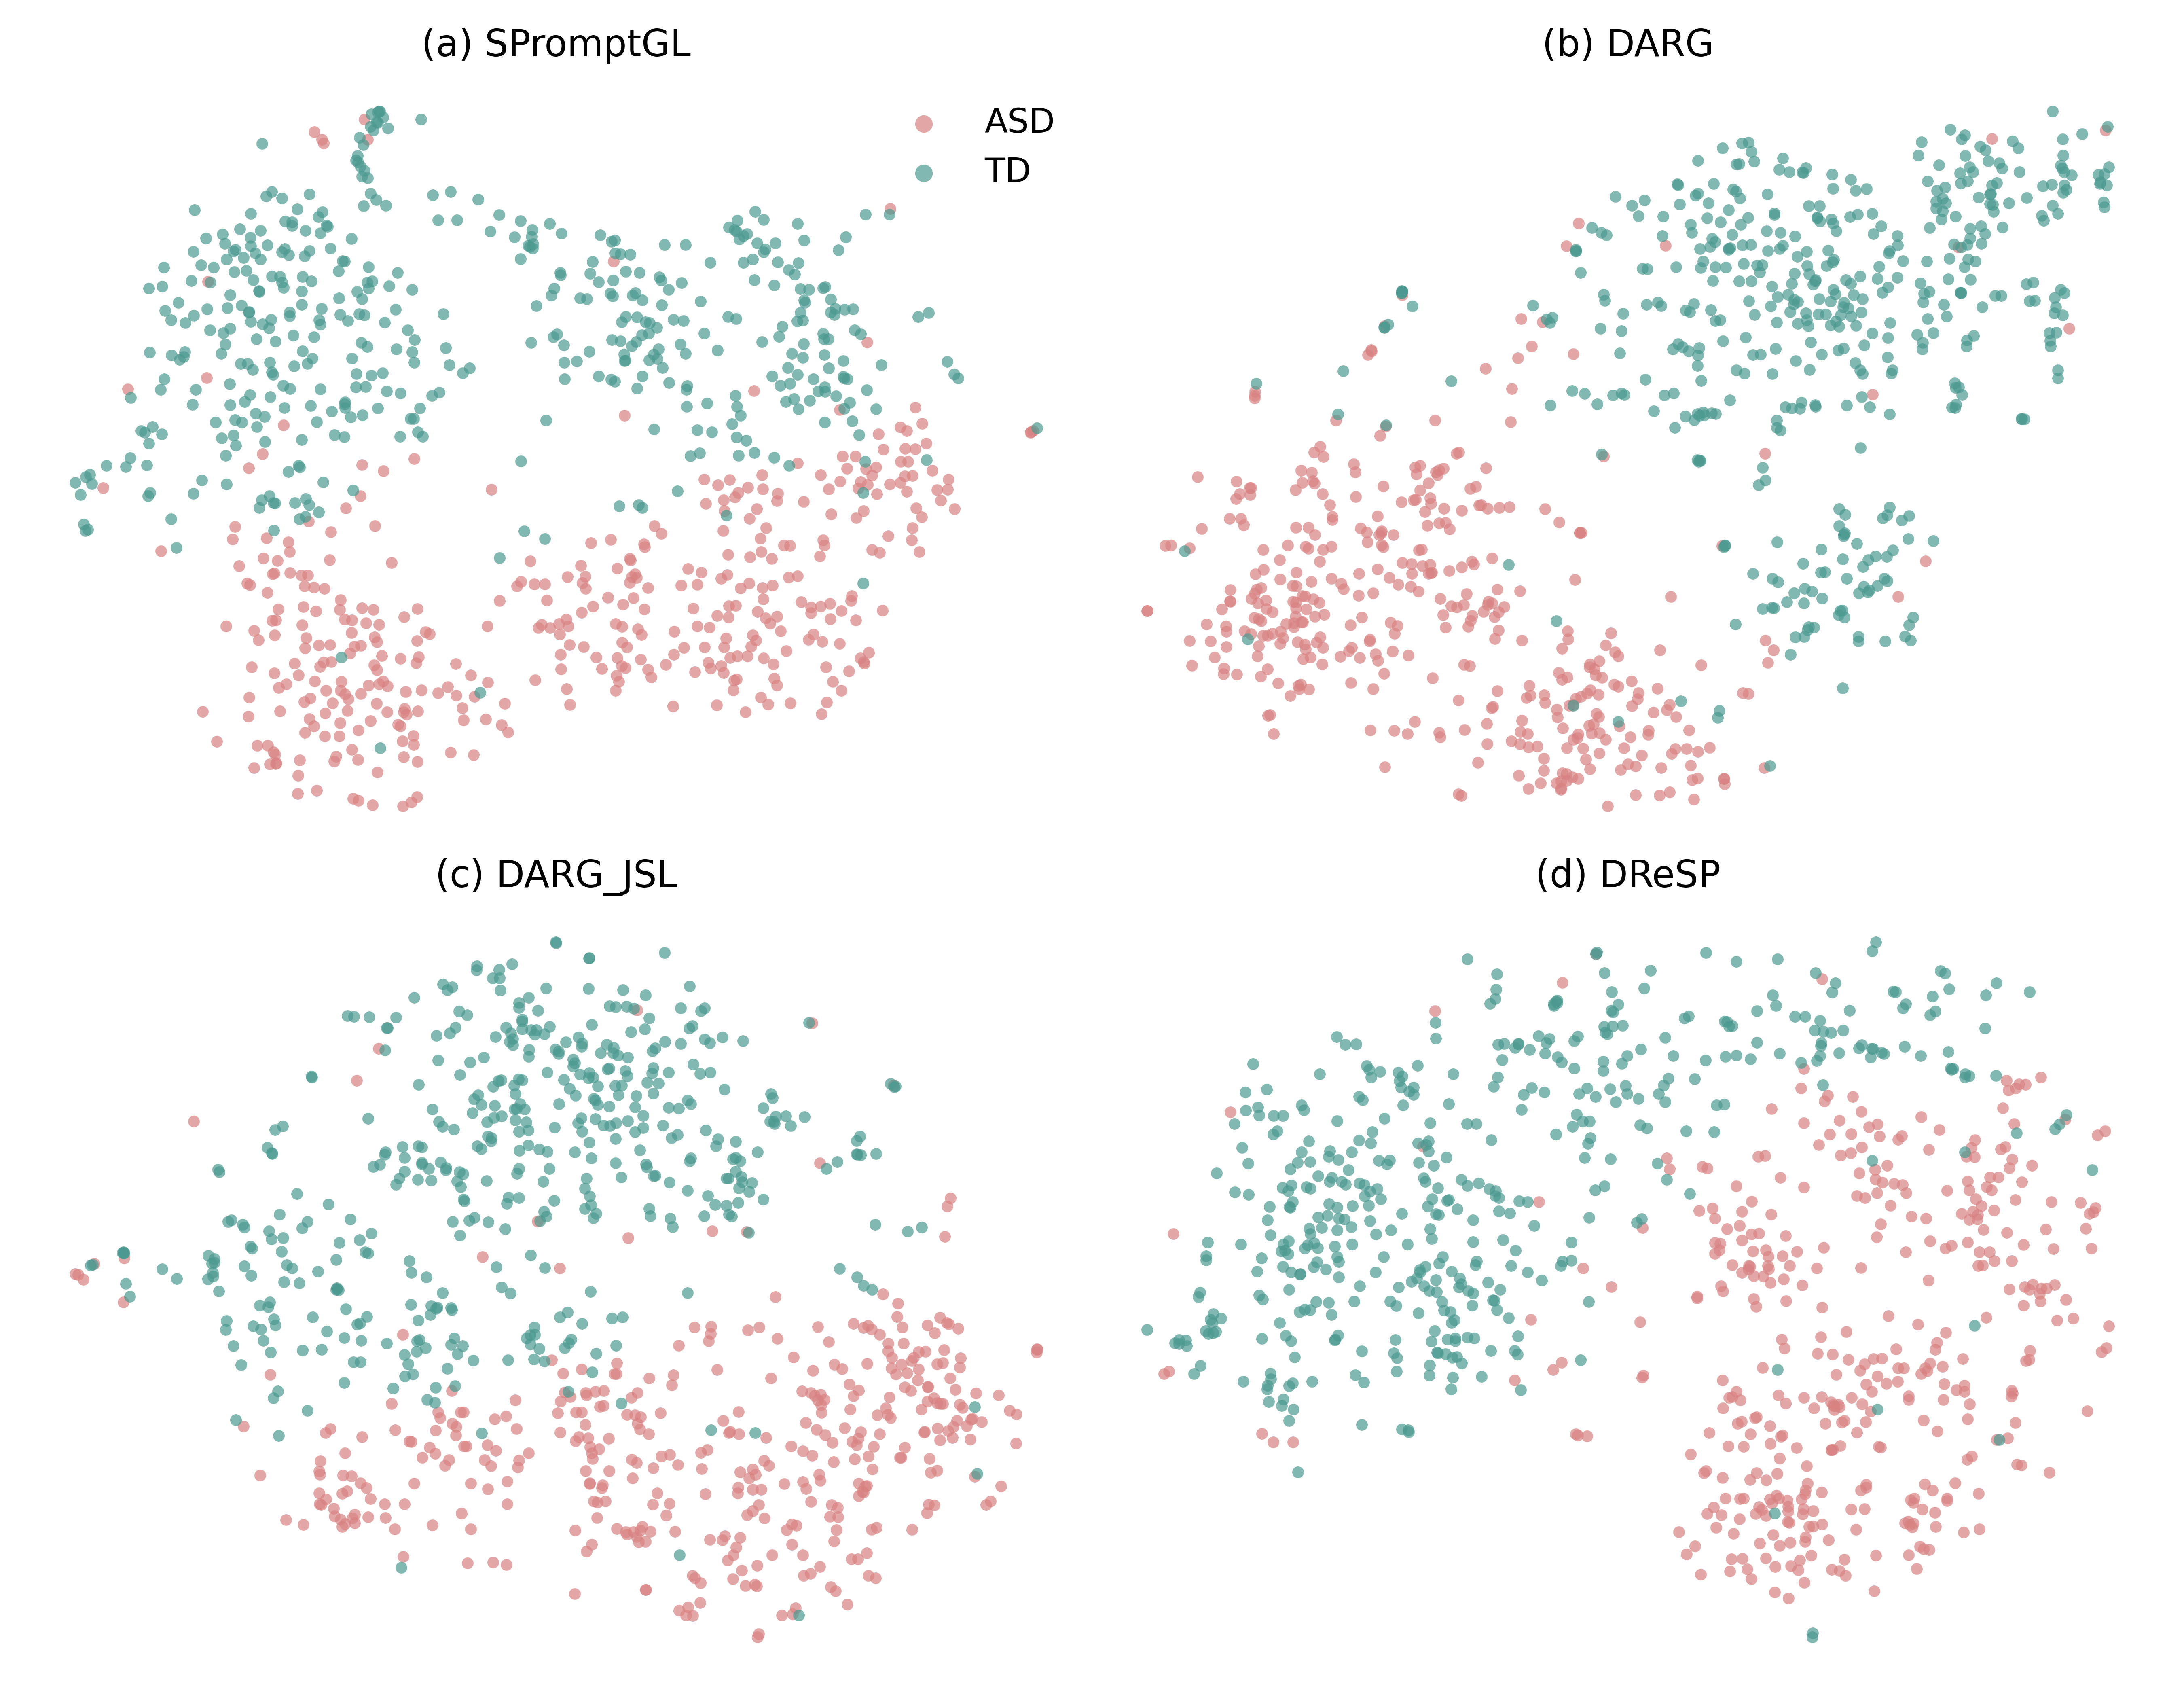 (a) SPromptGL
(b) DARG
ASD
TD
(c) DARG_JSL
(d) DReSP